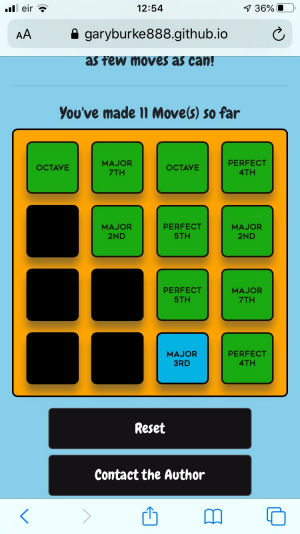 eir
12:54
36%
AA
garyburke888.github.io
as few moves as can!
You've made 11 Move(s) so far
OCTAVE
MAJOR
7TH
OCTAVE
PERFECT
4TH
MAJOR
2ND
PERFECT
5TH
MAJOR
2ND
PERFECT
5TH
MAJOR
7TH
MAJOR
3RD
PERFECT
4TH
Reset
Contact the Author